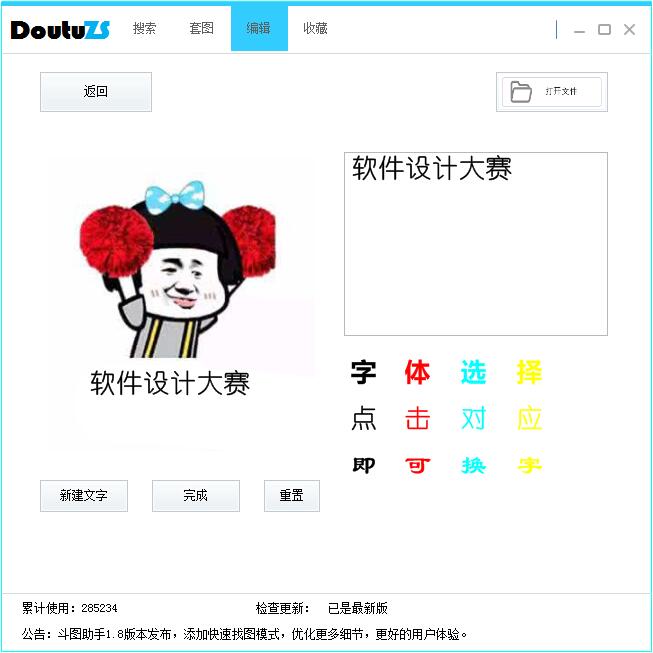 DoutuZS 搜索 套图 编辑 收藏
返回 打开文件
软件设计大赛
软件设计大赛
字 体 选 择
点 击 对 应
即 可 换 字
新建文字 完成 重置
累计使用：285234 检查更新： 已是最新版
公告：斗图助手1.8版本发布，添加快速找图模式，优化更多细节，更好的用户体验。